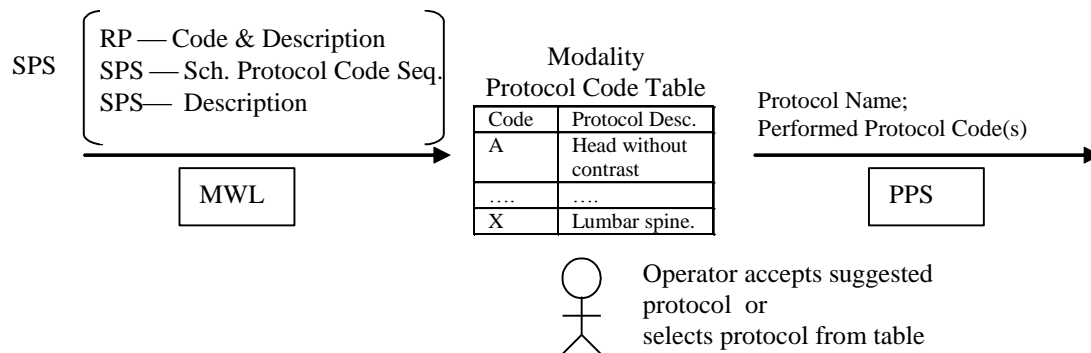 SPS
RP — Code & Description
SPS — Sch. Protocol Code Seq.
SPS— Description
MWL
Modality
Protocol Code Table
Code Protocol Desc.
A Head without
contrast
…. ….
X Lumbar spine.
Protocol Name;
Performed Protocol Code(s)
PPS
Operator accepts suggested
protocol or
selects protocol from table